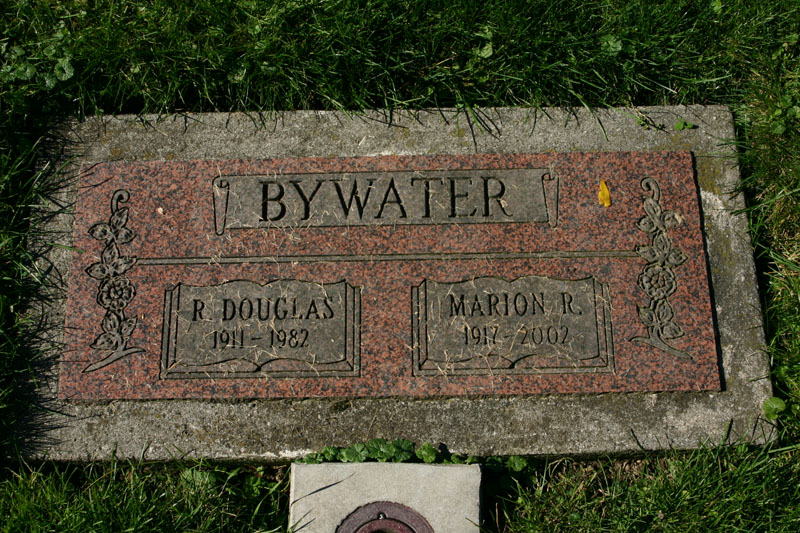 BYWATER
R. DOUGLAS
1911 - 1982
MARION R.
1917 - 2002